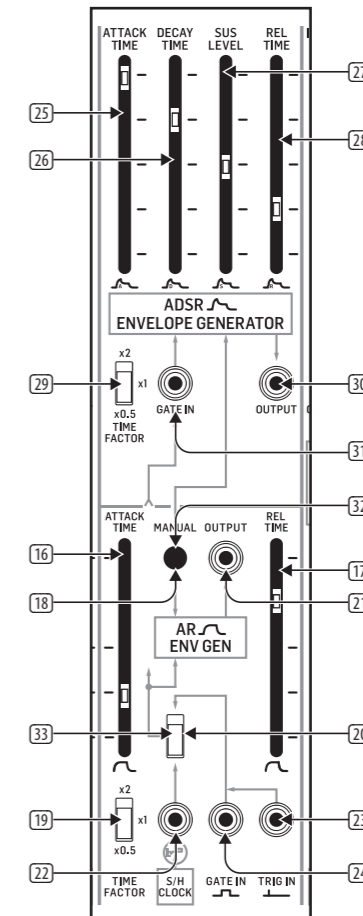 ATTACK TIME
DECAY TIME
SUS LEVEL
REL TIME
25
26
27
28
A
D
S
R
ADSR
ENVELOPE GENERATOR
x2
x1
x0.5
TIME
FACTOR
29
GATE IN
OUTPUT
30
31
32
ATTACK TIME
MANUAL
OUTPUT
REL TIME
16
18
17
21
AR
ENV GEN
33
20
x2
x1
x0.5
TIME
FACTOR
19
22
S/H
CLOCK
GATE IN
TRIG IN
23
24